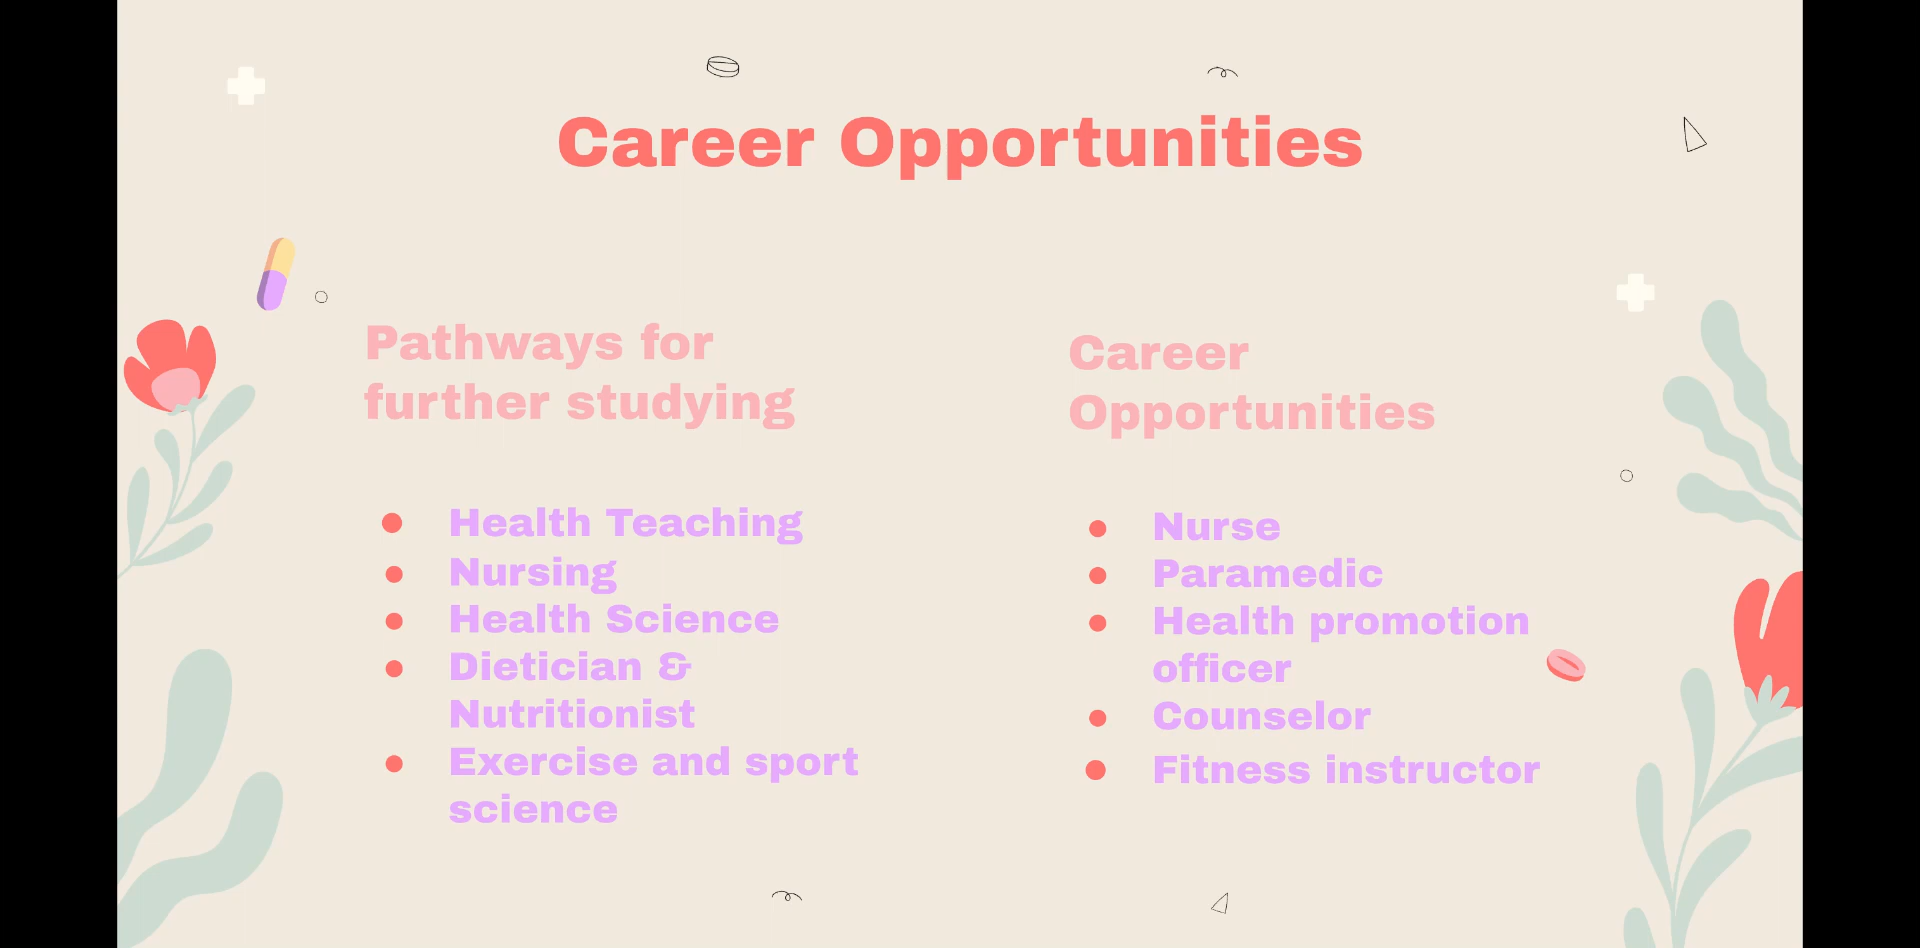 Career Opportunities
Pathways for
further studying
Health Teaching
Nursing
Health Science
Dietician &
Nutritionist
Exercise and sport
science
Career
Opportunities
Nurse
Paramedic
Health promotion
officer
Counselor
Fitness instructor